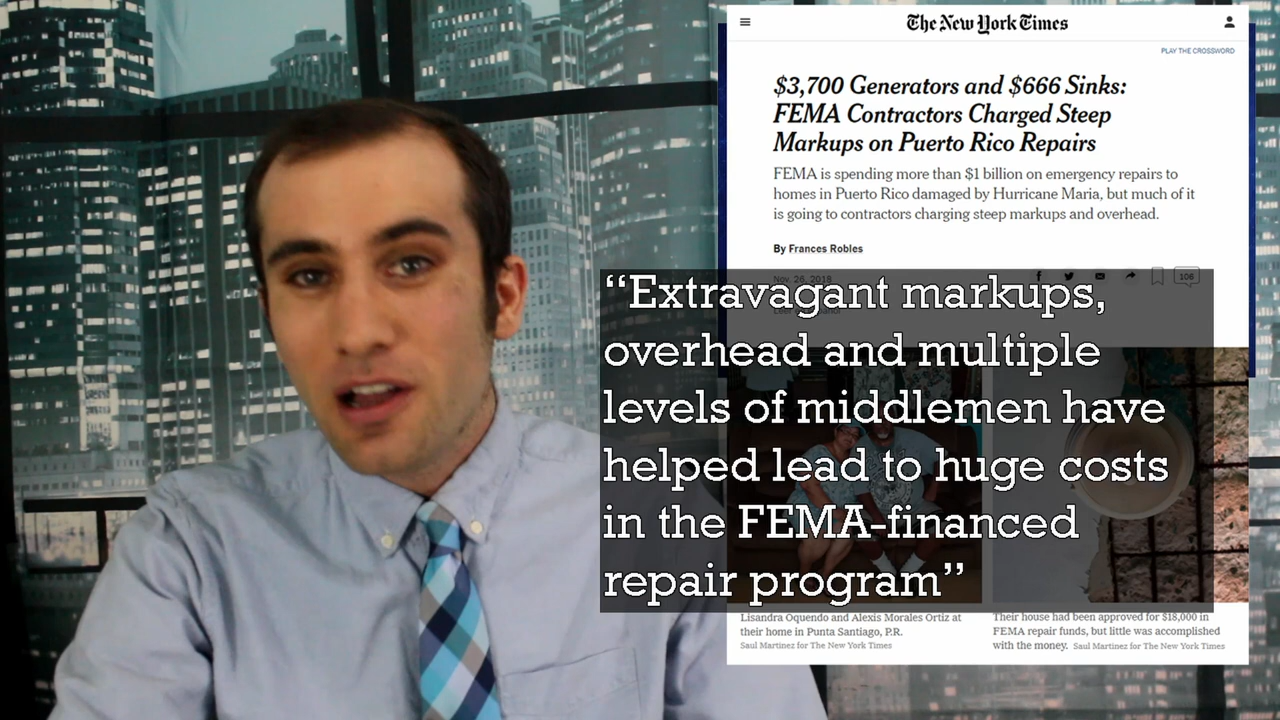 The New York Times
PLAY THE CROSSWORD
$3,700 Generators and $666 Sinks:
FEMA Contractors Charged Steep
Markups on Puerto Rico Repairs
FEMA is spending more than $1 billion on emergency repairs to
homes in Puerto Rico damaged by Hurricane Maria, but much of it
is going to contractors charging steep markups and overhead.
By Frances Robles
Nov. 26, 2018
106
“Extravagant markups,
overhead and multiple
levels of middlemen have
helped lead to huge costs
in the FEMA-financed
repair program”
Lisandra Oquendo and Alexis Morales Ortiz at
their home in Punta Santiago, P.R.
Saul Martinez for The New York Times
Their house had been approved for $18,000 in
FEMA repair funds, but little was accomplished
with the money. Saul Martinez for The New York Times